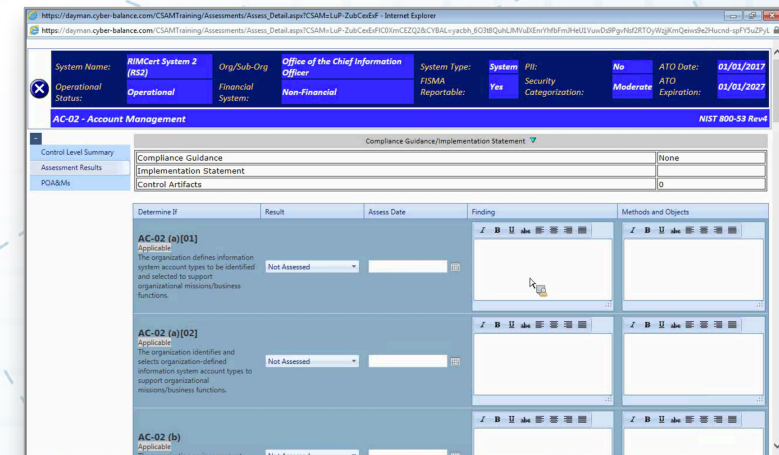 https://dayman.cyber-balance.com/CSAMTraining/Assessments/Assess_Detail.aspx?CSAM=LuP-ZubCexExF - Internet Explorer
System Name: RIMCert System 2 (RS2) Org/Sub-Org Office of the Chief Information Officer System Type: System PII: No ATO Date: 01/01/2017
Operational Status: Operational Financial System: Non-Financial FISMA Reportable: Yes Security Categorization: Moderate ATO Expiration: 01/01/2027
AC-02 - Account Management NIST 800-53 Rev4
Compliance Guidance/Implementation Statement
Control Level Summary
Assessment Results
POA&Ms
Compliance Guidance None
Implementation Statement
Control Artifacts 0
Determine If Result Assess Date Finding Methods and Objects
I B U abc I B U abc
AC-02 (a)[01]
Applicable
The organization defines information
system account types to be identified
and selected to support
organizational missions/business
functions.
Not Assessed
I B U abc I B U abc
AC-02 (a)[02]
Applicable
The organization identifies and
selects organization-defined
information system account types to
support organizational
missions/business functions.
Not Assessed
I B U abc I B U abc
AC-02 (b)
Applicable